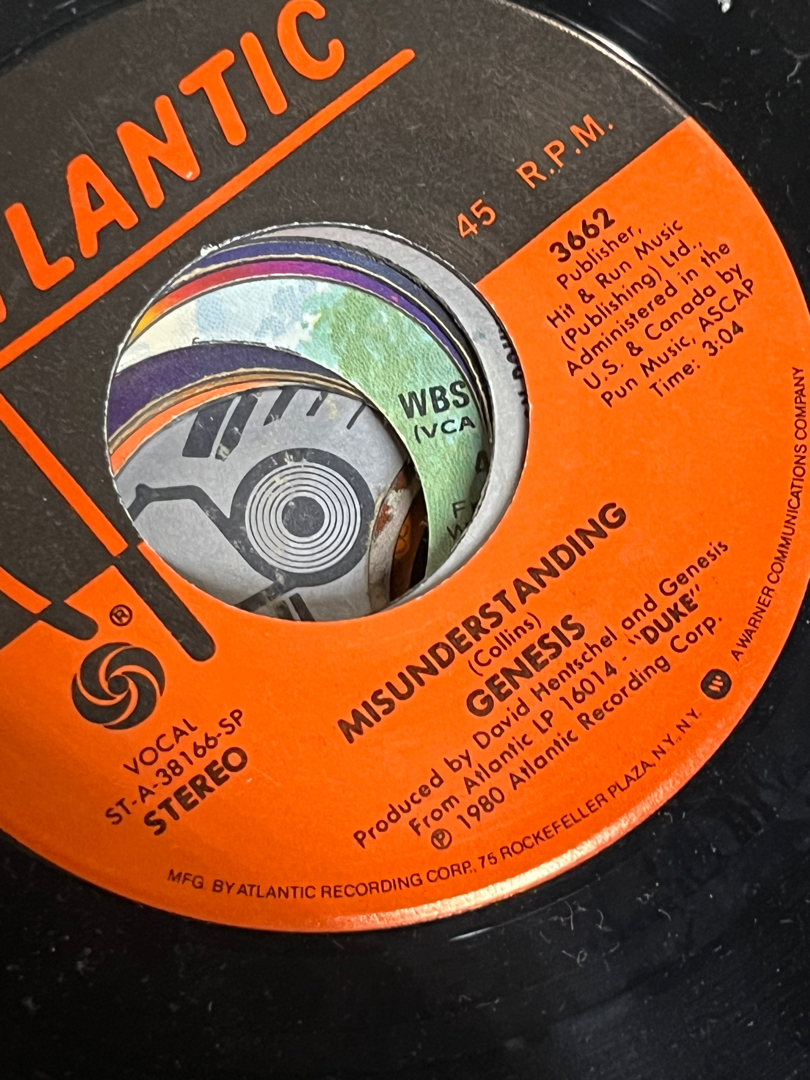 TLANTIC
45 R.P.M.
3662
Publisher,
Hit & Run Music
(Publishing) Ltd.,
Administered in the
U.S. & Canada by
Pun Music, ASCAP
Time: 3:04
WBS
(VCA
4
®
VOCAL
ST-A-38166-SP
STEREO
MISUNDERSTANDING
(Collins)
GENESIS
Produced by David Hentschel and Genesis
From Atlantic LP 16014 - "DUKE"
℗ 1980 Atlantic Recording Corp.
MFG. BY ATLANTIC RECORDING CORP., 75 ROCKEFELLER PLAZA, N.Y., N.Y. A WARNER COMMUNICATIONS COMPANY